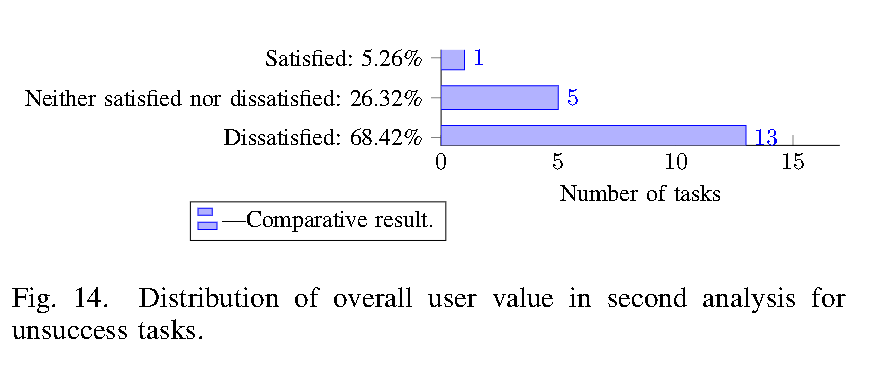 Satisfied: 5.26% 1
Neither satisfied nor dissatisfied: 26.32% 5
Dissatisfied: 68.42% 13
0 5 10 15
Number of tasks
—Comparative result.
Fig. 14. Distribution of overall user value in second analysis for
unsuccess tasks.